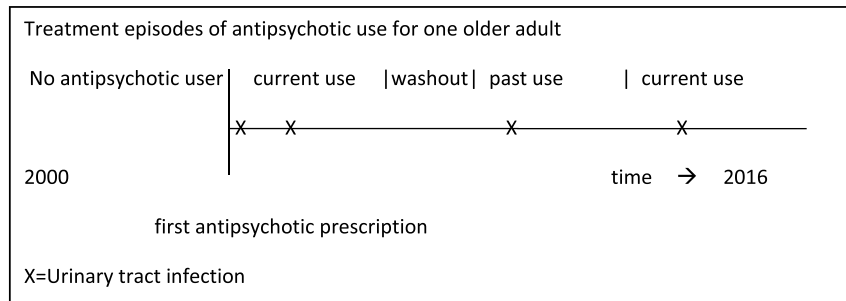 Treatment episodes of antipsychotic use for one older adult
No antipsychotic user current use |washout| past use | current use
X X X X
2000 time → 2016
first antipsychotic prescription
X=Urinary tract infection